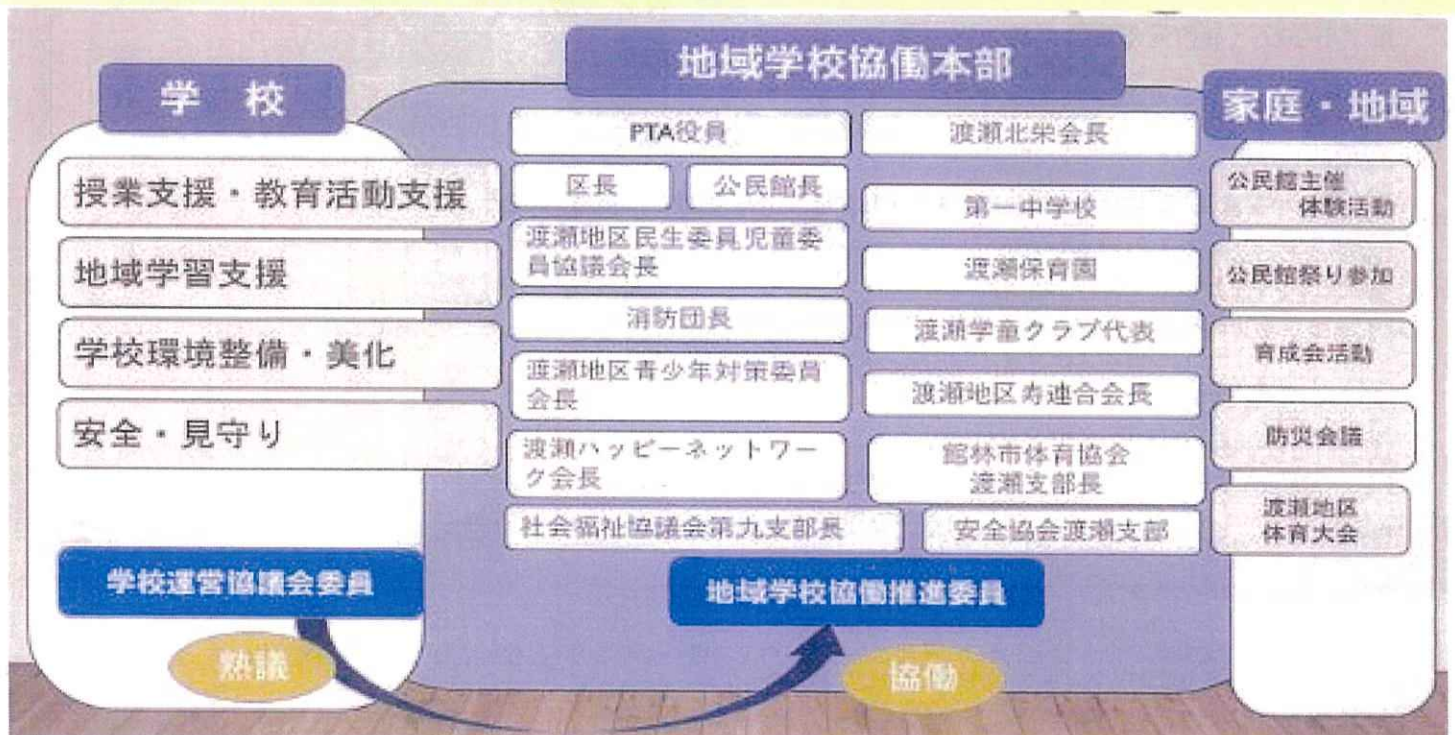 地域学校協働本部
学 校
家庭・地域
授業支援・教育活動支援
地域学習支援
学校環境整備・美化
安全・見守り
PTA役員
区長
公民館長
渡瀬地区民生委員児童委
員協議会長
消防団長
渡瀬地区青少年対策委員
会長
渡瀬ハッピーネットワー
ク会長
社会福祉協議会第九支部長
渡瀬北栄会長
第一中学校
渡瀬保育園
渡瀬学童クラブ代表
渡瀬地区寿連合会長
館林市体育協会
渡瀬支部長
安全協会渡瀬支部
公民館主催
体験活動
公民館祭り参加
育成会活動
防災会議
渡瀬地区
体育大会
学校運営協議会委員
地域学校協働推進委員
熟議
協働